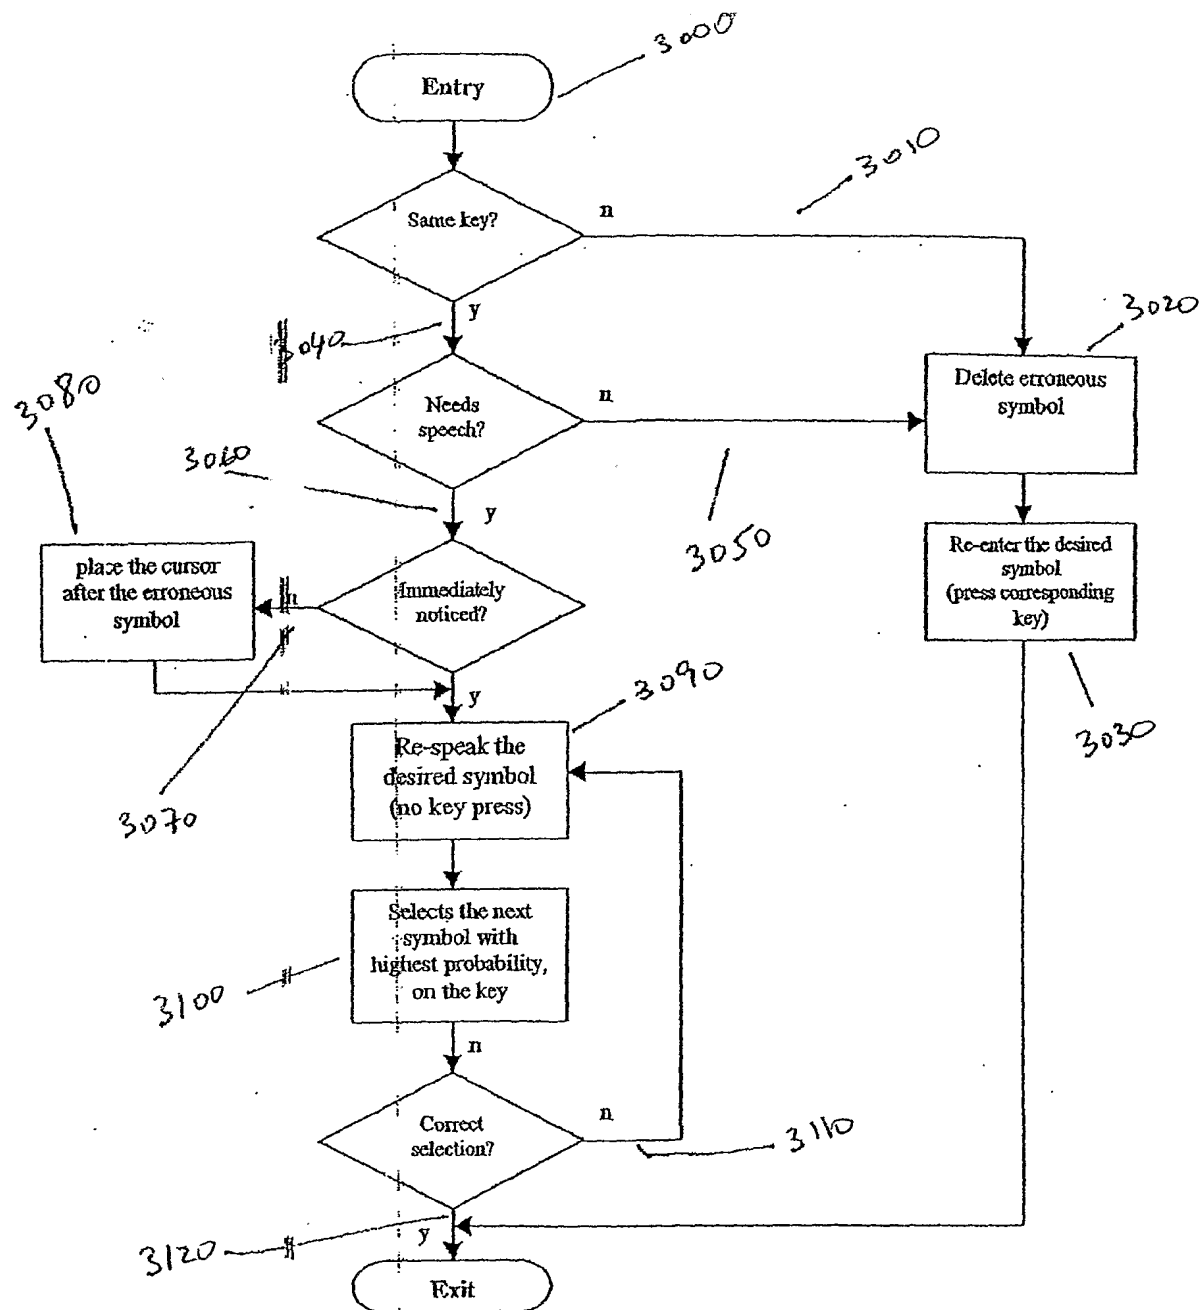 3000
Entry
3010
Same key?
n
y
3020
3040
Delete erroneous
symbol
3080
Needs
speech?
n
3060
y
3050
Re-enter the desired
symbol
(press corresponding
key)
place the cursor
after the erroneous
symbol
n
Immediately
noticed?
3090
y
3030
Re-speak the
desired symbol
(no key press)
3070
Selects the next
symbol with
highest probability,
on the key
3100
n
Correct
selection?
n
3110
y
3120
Exit